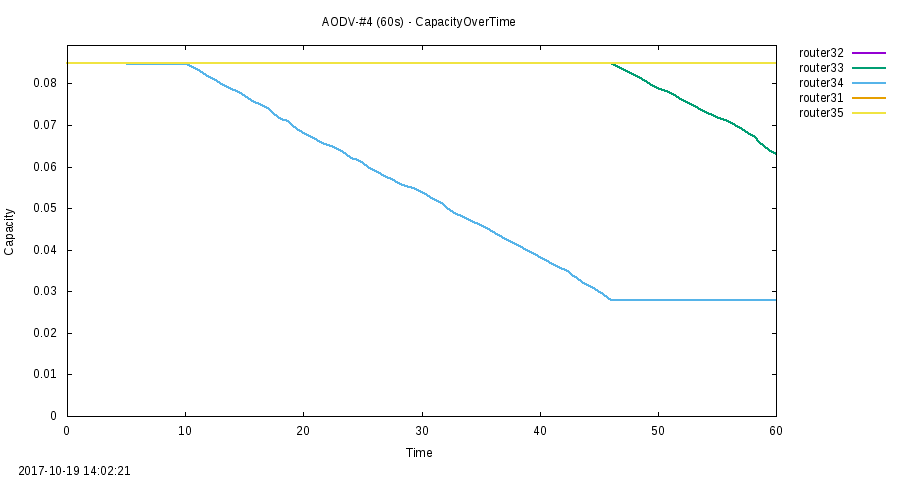 AODV-#4 (60s) - CapacityOverTime
router32
router33
router34
router31
router35
0.08
0.07
0.06
0.05
0.04
0.03
0.02
0.01
0
Capacity
0 10 20 30 40 50 60
Time
2017-10-19 14:02:21